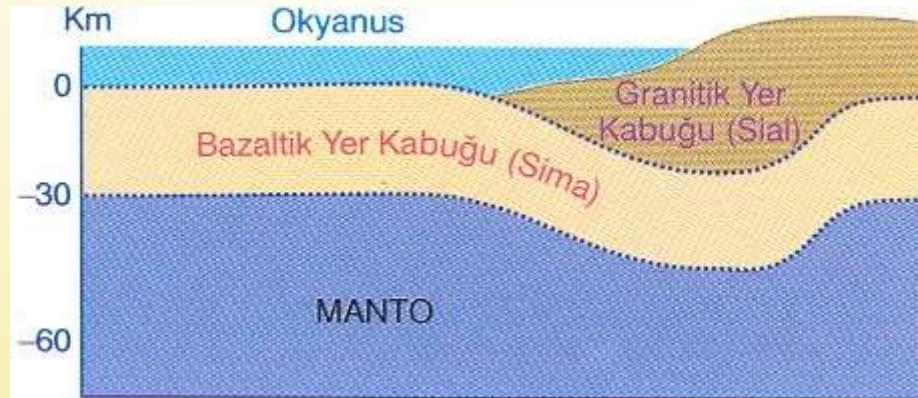 Km
Okyanus
0
Granitik Yer
Kabuğu (Sial)
Bazaltik Yer Kabuğu (Sima)
–30
MANTO
–60